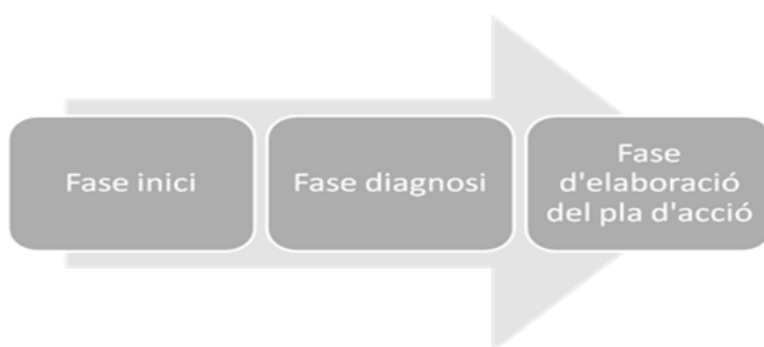 Fase inici
Fase diagnosi
Fase
d'elaboració
del pla d'acció